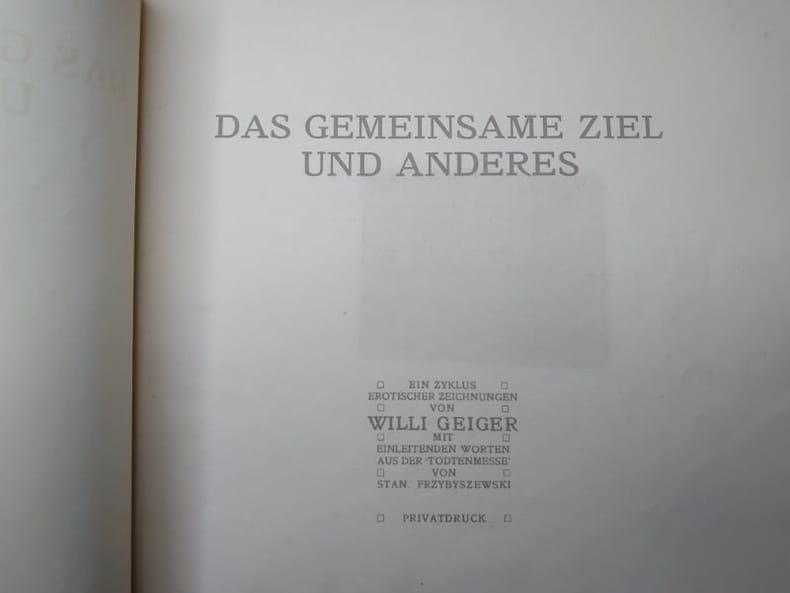 DAS GEMEINSAME ZIEL
UND ANDERES
EIN ZYKLUS
EROTISCHER ZEICHNUNGEN
VON
WILLI GEIGER
MIT
EINLEITENDEN WORTEN
AUS DER 'TODTENMESSE'
VON
STAN. PRZYBYSZEWSKI
PRIVATDRUCK